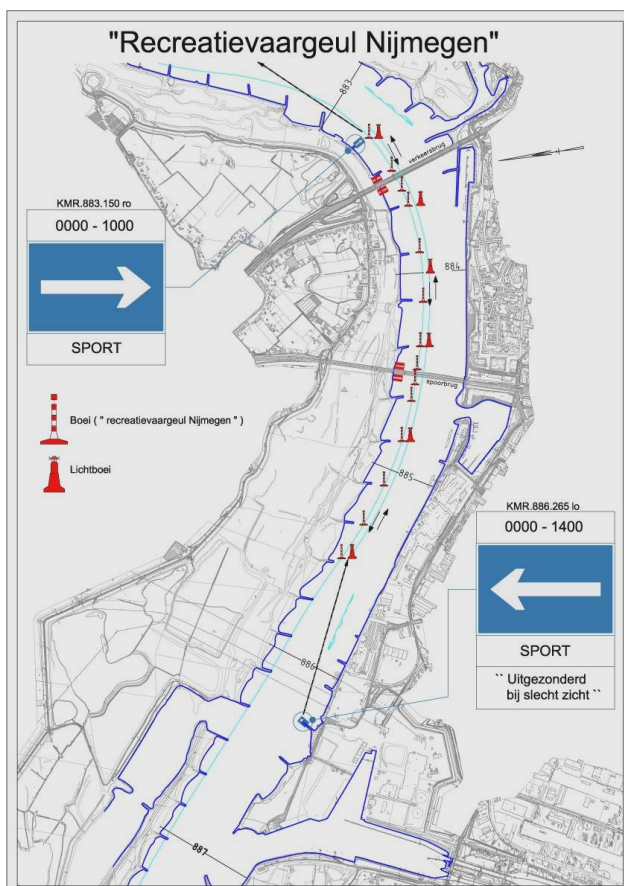 "Recreatievaargeul Nijmegen"
883
verkeersbrug
KMR.883.150 ro
0000 - 1000
SPORT
884
spoorbrug
Boei ( " recreatievaargeul Nijmegen " )
Lichtboei
885
KMR.886.265 lo
0000 - 1400
SPORT
`` Uitgezonderd
bij slecht zicht ``
886
887